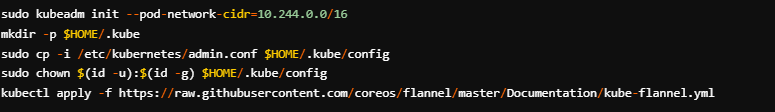 sudo kubeadm init --pod-network-cidr=10.244.0.0/16
mkdir -p $HOME/.kube
sudo cp -i /etc/kubernetes/admin.conf $HOME/.kube/config
sudo chown $(id -u):$(id -g) $HOME/.kube/config
kubectl apply -f https://raw.githubusercontent.com/coreos/flannel/master/Documentation/kube-flannel.yml